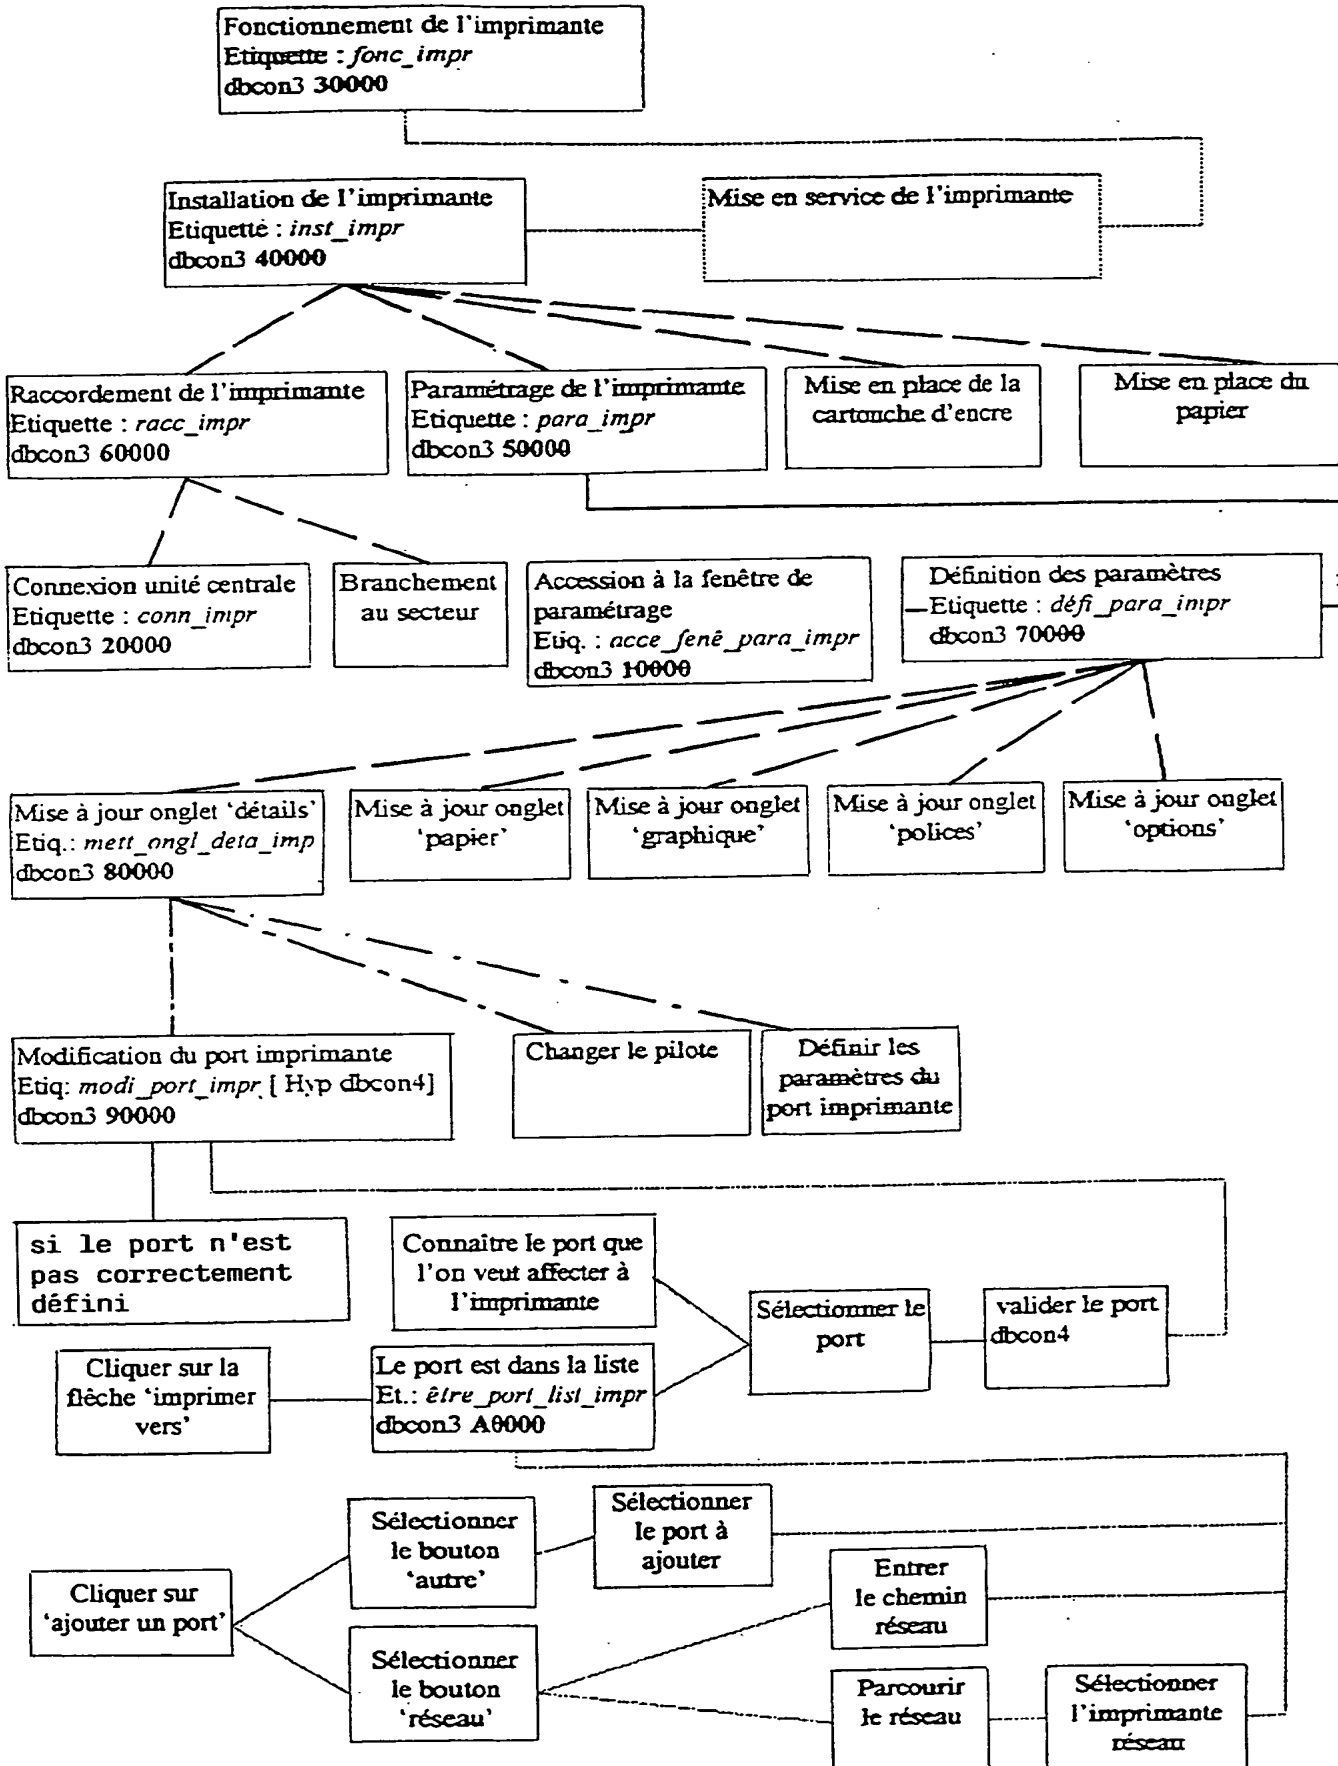 Fonctionnement de l'imprimante
Etiquette : fonc_impr
dbcon3 30000
Installation de l'imprimante
Etiquette : inst_impr
dbcon3 40000
Mise en service de l'imprimante
Raccordement de l'imprimante
Etiquette : racc_impr
dbcon3 60000
Paramétrage de l'imprimante
Etiquette : para_impr
dbcon3 50000
Mise en place de la
cartouche d'encre
Mise en place du
papier
Connexion unité centrale
Etiquette : conn_impr
dbcon3 20000
Branchement
au secteur
Accession à la fenêtre de
paramétrage
Etiq. : acce_fenê_para_impr
dbcon3 10000
Définition des paramètres
Etiquette : défi_para_impr
dbcon3 70000
Mise à jour onglet 'détails'
Etiq.: mett_ongl_deta_imp
dbcon3 80000
Mise à jour onglet
'papier'
Mise à jour onglet
'graphique'
Mise à jour onglet
'polices'
Mise à jour onglet
'options'
Modification du port imprimante
Etiq: modi_port_impr [ Hyp dbcon4]
dbcon3 90000
Changer le pilote
Définir les
paramètres du
port imprimante
si le port n'est
pas correctement
défini
Connaître le port que
l'on veut affecter à
l'imprimante
Sélectionner le
port
valider le port
dbcon4
Cliquer sur la
flèche 'imprimer
vers'
Le port est dans la liste
Et.: être_port_list_impr
dbcon3 A0000
Sélectionner
le bouton
'autre'
Sélectionner
le port à
ajouter
Cliquer sur
'ajouter un port'
Entrer
le chemin
réseau
Sélectionner
le bouton
'réseau'
Parcourir
le réseau
Sélectionner
l'imprimante
réseau